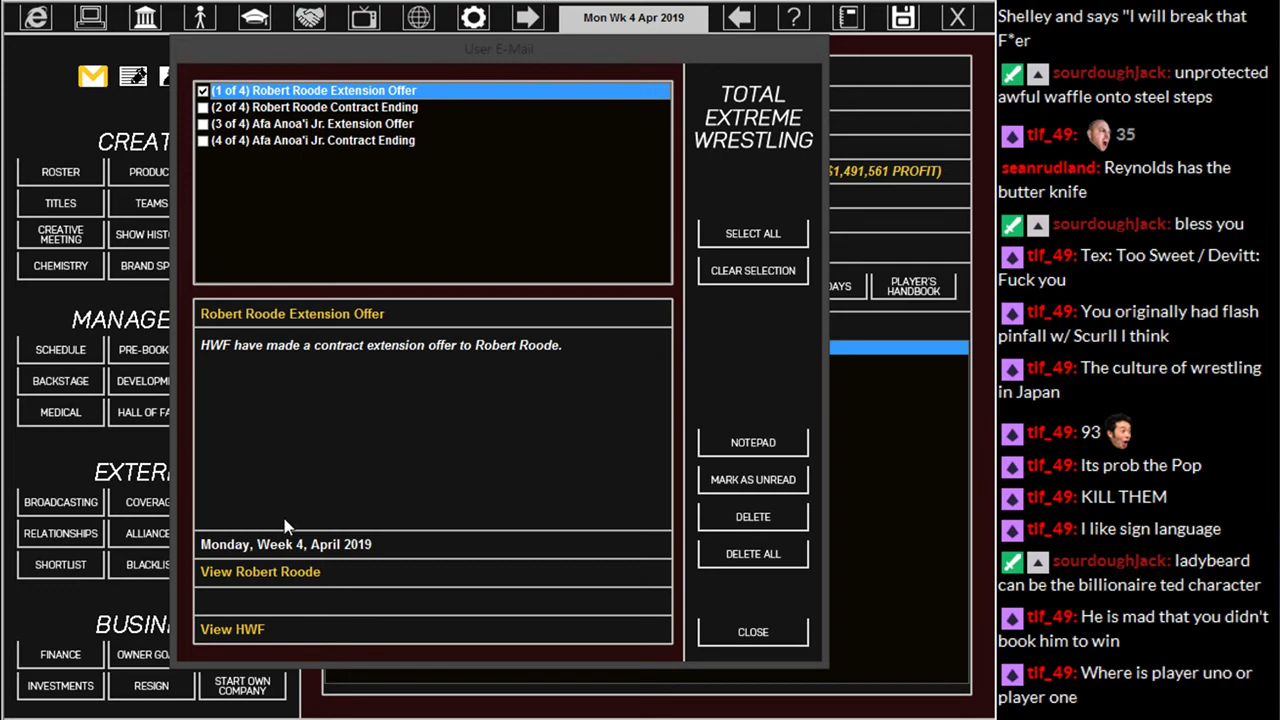 Mon Wk 4 Apr 2019
?
X
User E-Mail
(1 of 4) Robert Roode Extension Offer
(2 of 4) Robert Roode Contract Ending
(3 of 4) Afa Anoa'i Jr. Extension Offer
(4 of 4) Afa Anoa'i Jr. Contract Ending
TOTAL
EXTREME
WRESTLING
SELECT ALL
CLEAR SELECTION
Robert Roode Extension Offer
HWF have made a contract extension offer to Robert Roode.
NOTEPAD
MARK AS UNREAD
DELETE
DELETE ALL
Monday, Week 4, April 2019
View Robert Roode
View HWF
CLOSE
CREAT
ROSTER
PRODUC
TITLES
TEAMS
CREATIVE
MEETING
SHOW HIST
CHEMISTRY
BRAND SP
MANAGE
SCHEDULE
PRE-BOOK
BACKSTAGE
DEVELOPM
MEDICAL
HALL OF FA
EXTER
BROADCASTING
COVERAG
RELATIONSHIPS
ALLIANC
SHORTLIST
BLACKLIS
BUSIN
FINANCE
OWNER GO
INVESTMENTS
RESIGN
START OWN
COMPANY
$1,491,561 PROFIT)
DAYS
PLAYER'S
HANDBOOK
Shelley and says "I will break that
F*er
sourdoughjack: unprotected
awful waffle onto steel steps
tlf_49: 35
seanrudland: Reynolds has the
butter knife
sourdoughjack: bless you
tlf_49: Tex: Too Sweet / Devitt:
Fuck you
tlf_49: You originally had flash
pinfall w/ Scurll I think
tlf_49: The culture of wrestling
in Japan
tlf_49: 93
tlf_49: Its prob the Pop
tlf_49: KILL THEM
tlf_49: I like sign language
sourdoughjack: ladybeard
can be the billionaire ted character
tlf_49: He is mad that you didn't
book him to win
tlf_49: Where is player uno or
player one